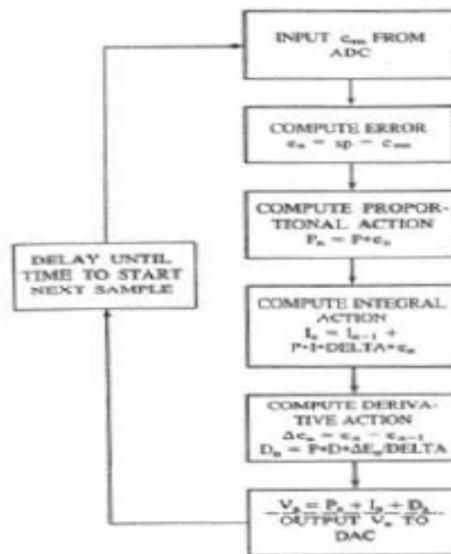 INPUT cₘₙ FROM
ADC
COMPUTE ERROR
eₙ = sp − cₘₙ
COMPUTE PROPOR-
TIONAL ACTION
Pₙ = P*eₙ
DELAY UNTIL
TIME TO START
NEXT SAMPLE
COMPUTE INTEGRAL
ACTION
Iₙ = Iₙ₋₁ +
P*I*DELTA*eₙ
COMPUTE DERIVA-
TIVE ACTION
Δeₙ = eₙ − eₙ₋₁
Dₙ = P*D*ΔEₙ/DELTA
Vₙ = Pₙ + Iₙ + Dₙ
OUTPUT Vₙ TO
DAC